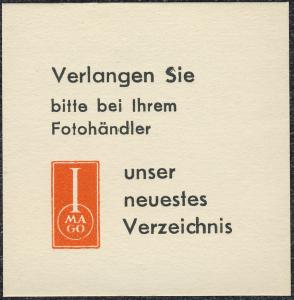 Verlangen Sie
bitte bei Ihrem
Fotohändler
I
MA
GO
unser
neuestes
Verzeichnis